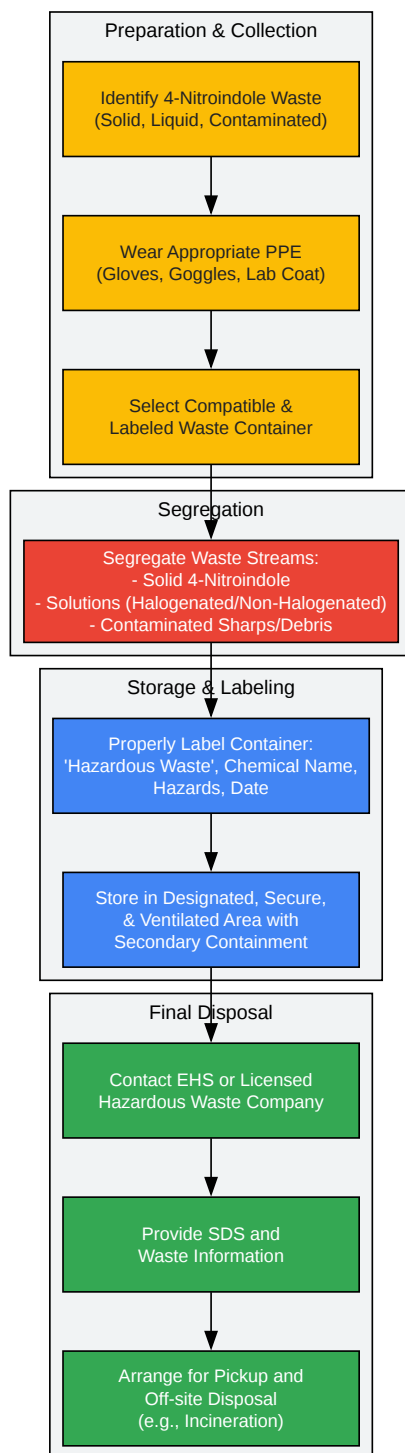 Preparation & Collection
Identify 4-Nitroindole Waste
(Solid, Liquid, Contaminated)
Wear Appropriate PPE
(Gloves, Goggles, Lab Coat)
Select Compatible &
Labeled Waste Container
Segregation
Segregate Waste Streams:
- Solid 4-Nitroindole
- Solutions (Halogenated/Non-Halogenated)
- Contaminated Sharps/Debris
Storage & Labeling
Properly Label Container:
'Hazardous Waste', Chemical Name,
Hazards, Date
Store in Designated, Secure,
& Ventilated Area with
Secondary Containment
Final Disposal
Contact EHS or Licensed
Hazardous Waste Company
Provide SDS and
Waste Information
Arrange for Pickup and
Off-site Disposal
(e.g., Incineration)